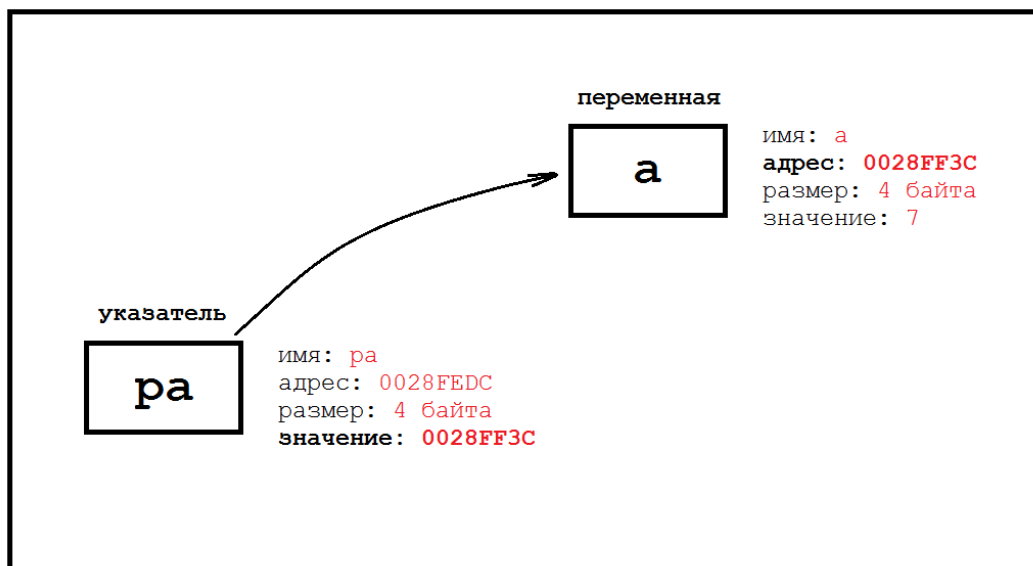 переменная
a
имя: a
адрес: 0028FF3C
размер: 4 байта
значение: 7
указатель
pa
имя: pa
адрес: 0028FEDC
размер: 4 байта
значение: 0028FF3C